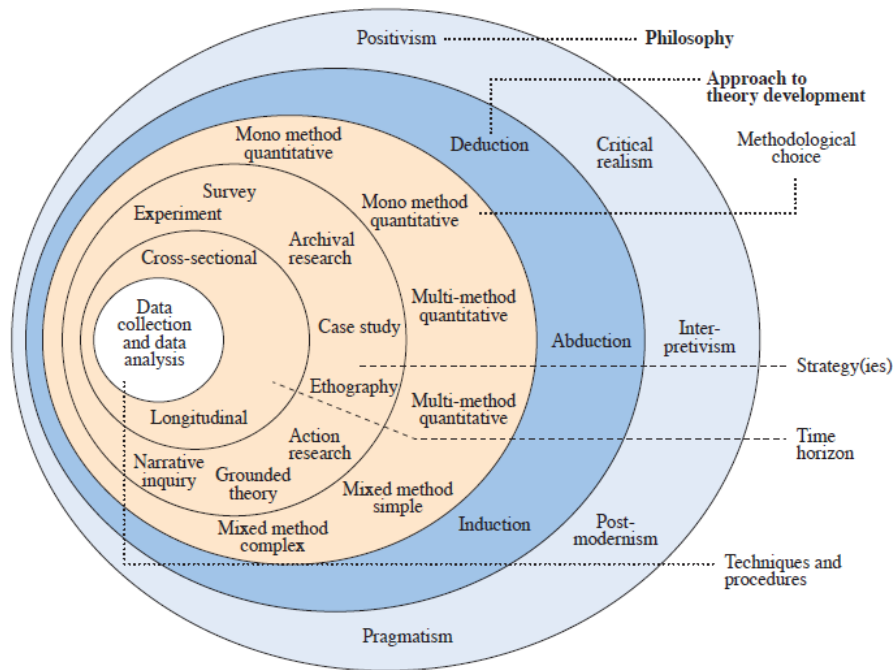 Positivism
Philosophy
Approach to
theory development
Mono method
quantitative
Deduction
Critical
realism
Methodological
choice
Survey
Experiment
Mono method
quantitative
Archival
research
Cross-sectional
Data
collection
and data
analysis
Multi-method
quantitative
Case study
Abduction
Inter-
pretivism
Strategy(ies)
Ethography
Multi-method
quantitative
Longitudinal
Action
research
Time
horizon
Narrative
inquiry
Grounded
theory
Mixed method
simple
Mixed method
complex
Induction
Post-
modernism
Techniques and
procedures
Pragmatism